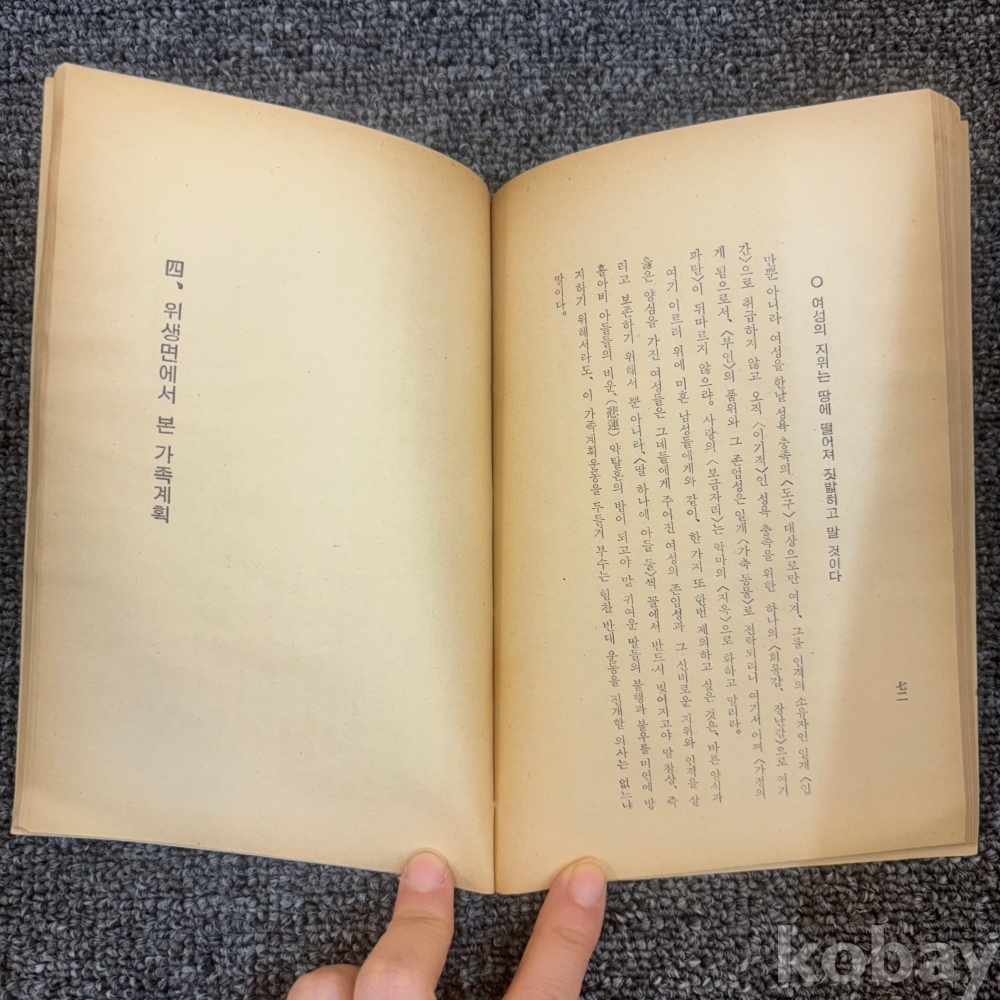 七二
○ 여성의 지위는 땅에 떨어져 짓밟히고 말 것이다
만뿐 아니라 여성을 한낱 성욕 충족의 〈도구〉 대상으로만 여겨, 그를 인격의 소유자인 일개 〈인
간〉으로 취급하지 않고 오직 〈이기적〉인 성욕 충족을 위한 하나의 〈희롱감, 장난감〉으로 여기
게 됨으로서, 〈부인〉의 품위와 그 존엄성은 일개 〈가축 동물〉로 전락되리니 여기서 어찌 〈가정의
파탄〉이 뒤따르지 않으랴. 사랑의 〈보금자리〉는 악마의 〈지옥〉으로 화하고 말리라.
여기 이르러 위에 미혼 남성들에게와 같이, 한가지 또 한번 제의하고 싶은 것은, 바른 양식과
옳은 양심을 가진 여성들은 그네들에게 주어진 여성의 존엄성과 그 신비로운 지위와 인격을 살
리고 보존하기 위해서 뿐 아니라, 〈딸 하나에 아들 둘〉씩 꼴에서 반드시 빚어지고야 말 참상, 즉
홀아비 아들들의 비운, (悲運) 약탈혼의 밥이 되고야 말 귀여운 딸들의 불행과 불우를 미연에 방
지하기 위해서라도, 이 가족계획운동을 두들겨 부수는 힘찬 반대 운동을 전개할 의사는 없느냐
말이다.
四、위생면에서 본 가족계획
kobay